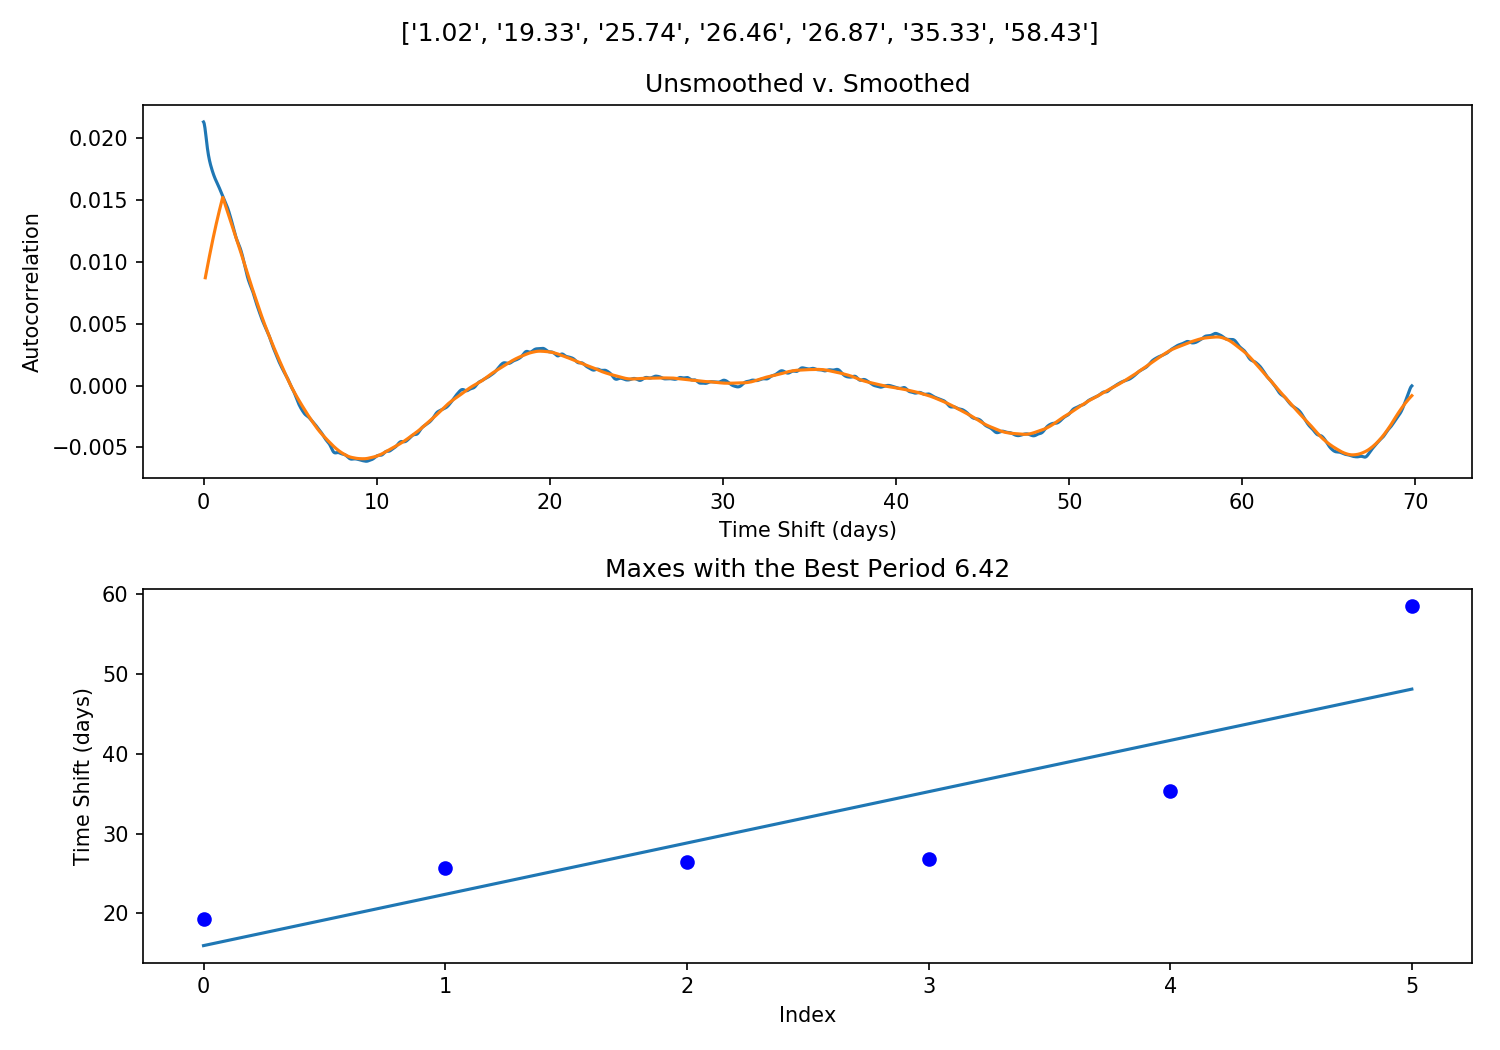 ['1.02', '19.33', '25.74', '26.46', '26.87', '35.33', '58.43']
Unsmoothed v. Smoothed
Autocorrelation
0.020
0.015
0.010
0.005
0.000
−0.005
0 10 20 30 40 50 60 70
Time Shift (days)
Maxes with the Best Period 6.42
Time Shift (days)
60
50
40
30
20
0 1 2 3 4 5
Index